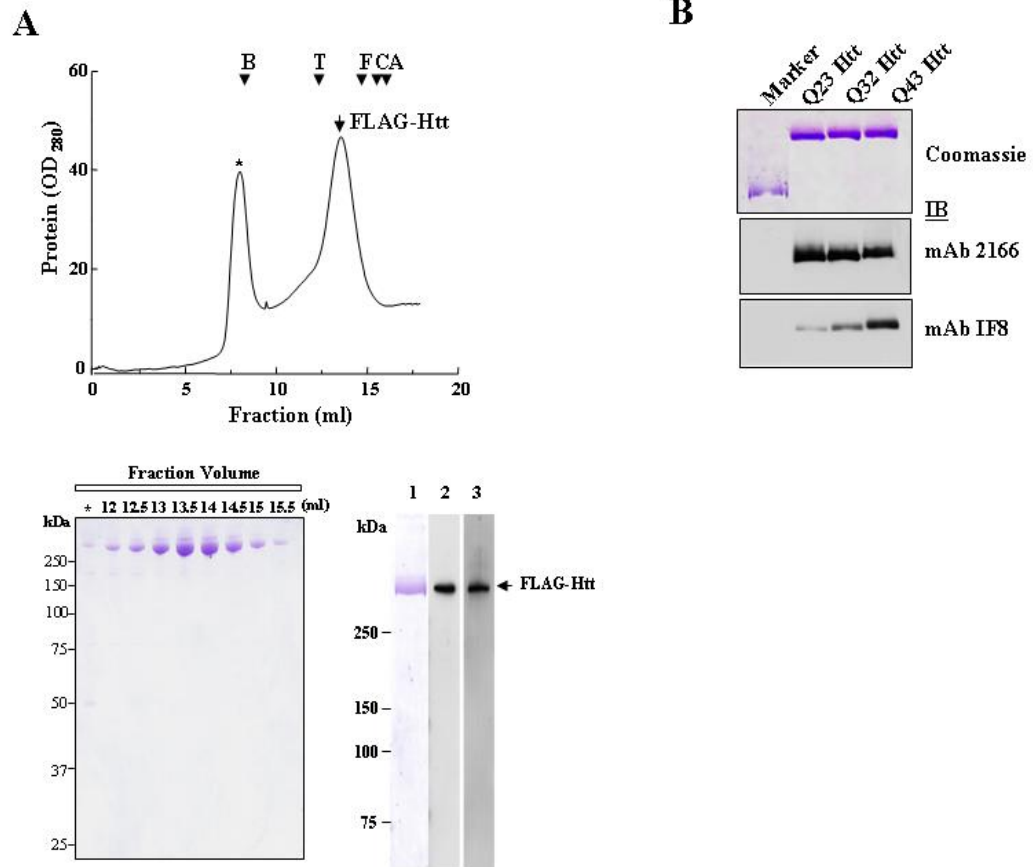 A
B T F C A
60
FLAG-Htt
*
40
20
0
Protein (OD 280)
0 5 10 15 20
Fraction (ml)
B
Marker
Q23 Htt
Q32 Htt
Q43 Htt
Coomassie
IB
mAb 2166
mAb IF8
Fraction Volume
* 12 12.5 13 13.5 14 14.5 15 15.5 (ml)
kDa
250
150
100
75
50
37
25
1 2 3
kDa
FLAG-Htt
250
150
100
75